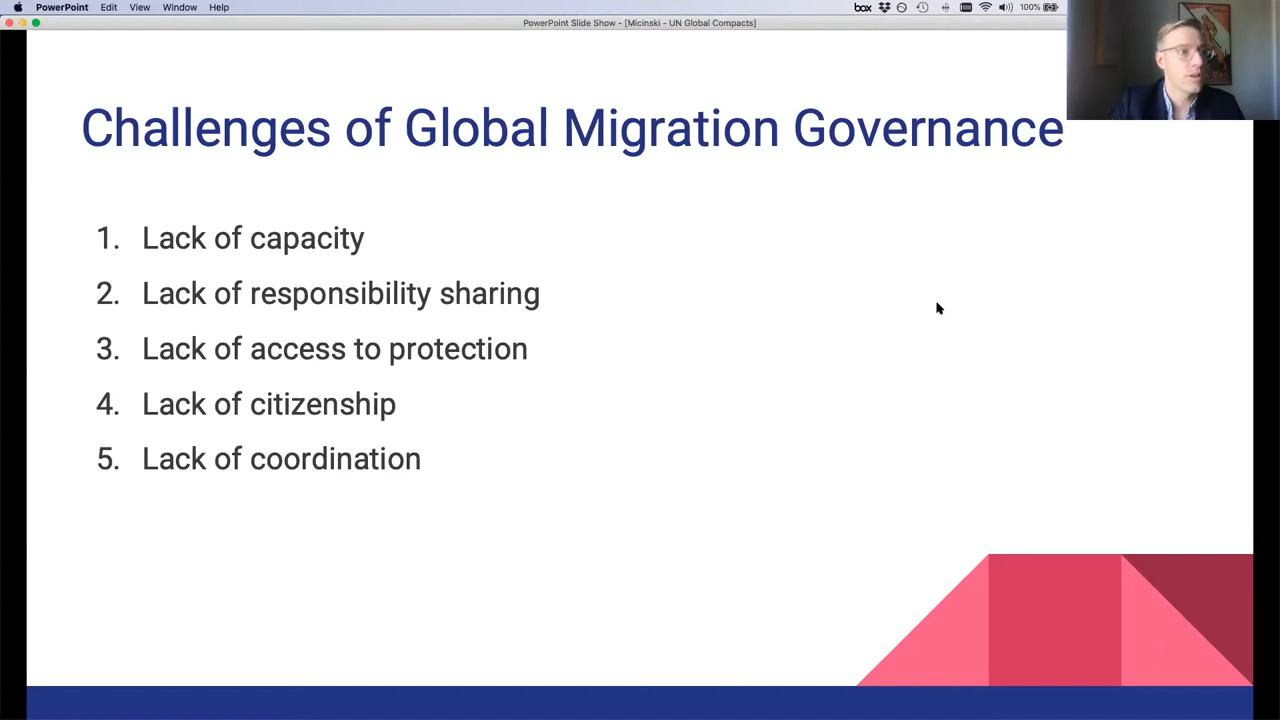 PowerPoint Edit View Window Help
box 100%
PowerPoint Slide Show - [Micinski - UN Global Compacts]
Challenges of Global Migration Governance
1. Lack of capacity
2. Lack of responsibility sharing
3. Lack of access to protection
4. Lack of citizenship
5. Lack of coordination